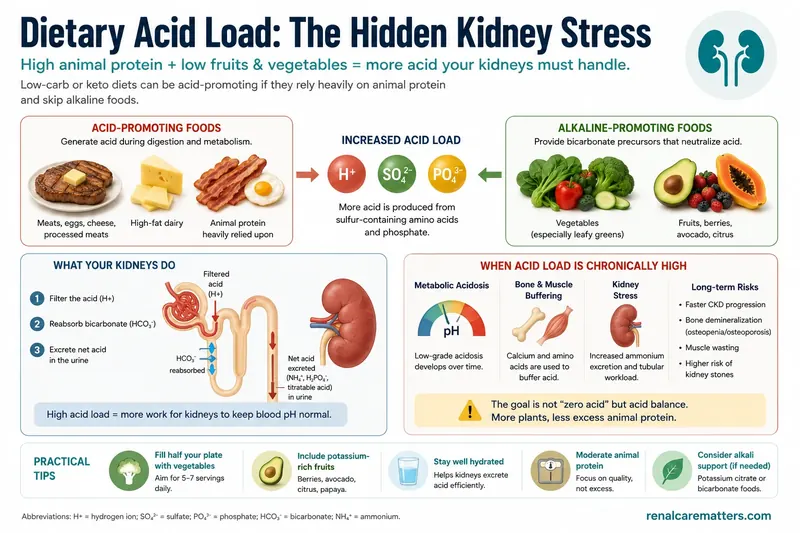 Dietary Acid Load: The Hidden Kidney Stress
High animal protein + low fruits & vegetables = more acid your kidneys must handle.
Low-carb or keto diets can be acid-promoting if they rely heavily on animal protein
and skip alkaline foods.
ACID-PROMOTING FOODS
Generate acid during digestion and metabolism.
Meats, eggs, cheese,
processed meats
High-fat dairy
Animal protein
heavily relied upon
INCREASED ACID LOAD
H⁺
SO₄²⁻
PO₄³⁻
More acid is produced from
sulfur-containing amino acids
and phosphate.
ALKALINE-PROMOTING FOODS
Provide bicarbonate precursors that neutralize acid.
Vegetables
(especially leafy greens)
Fruits, berries,
avocado, citrus
WHAT YOUR KIDNEYS DO
1 Filter the acid (H+)
2 Reabsorb bicarbonate (HCO₃⁻)
3 Excrete net acid
in the urine
Filtered
acid
(H+)
HCO₃⁻
reabsorbed
Net acid
excreted
(NH₄⁺, H₂PO₄⁻,
titratable acid)
in urine
High acid load = more work for kidneys to keep blood pH normal.
WHEN ACID LOAD IS CHRONICALLY HIGH
Metabolic Acidosis
pH
Low-grade acidosis
develops over time.
Bone & Muscle
Buffering
Calcium and amino
acids are used to
buffer acid.
Kidney
Stress
Increased ammonium
excretion and tubular
workload.
Long-term Risks
• Faster CKD progression
• Bone demineralization
(osteopenia/osteoporosis)
• Muscle wasting
• Higher risk of
kidney stones
The goal is not “zero acid” but acid balance.
More plants, less excess animal protein.
PRACTICAL
TIPS
Fill half your plate
with vegetables
Aim for 5–7 servings
daily.
Include potassium-
rich fruits
Berries, avocado,
citrus, papaya.
Stay well hydrated
Helps kidneys excrete
acid efficiently.
Moderate animal
protein
Focus on quality,
not excess.
Consider alkali
support (if needed)
Potassium citrate or
bicarbonate foods.
Abbreviations: H+ = hydrogen ion; SO₄²⁻ = sulfate; PO₄³⁻ = phosphate; HCO₃⁻ = bicarbonate; NH₄⁺ = ammonium.
renalcarematters.com